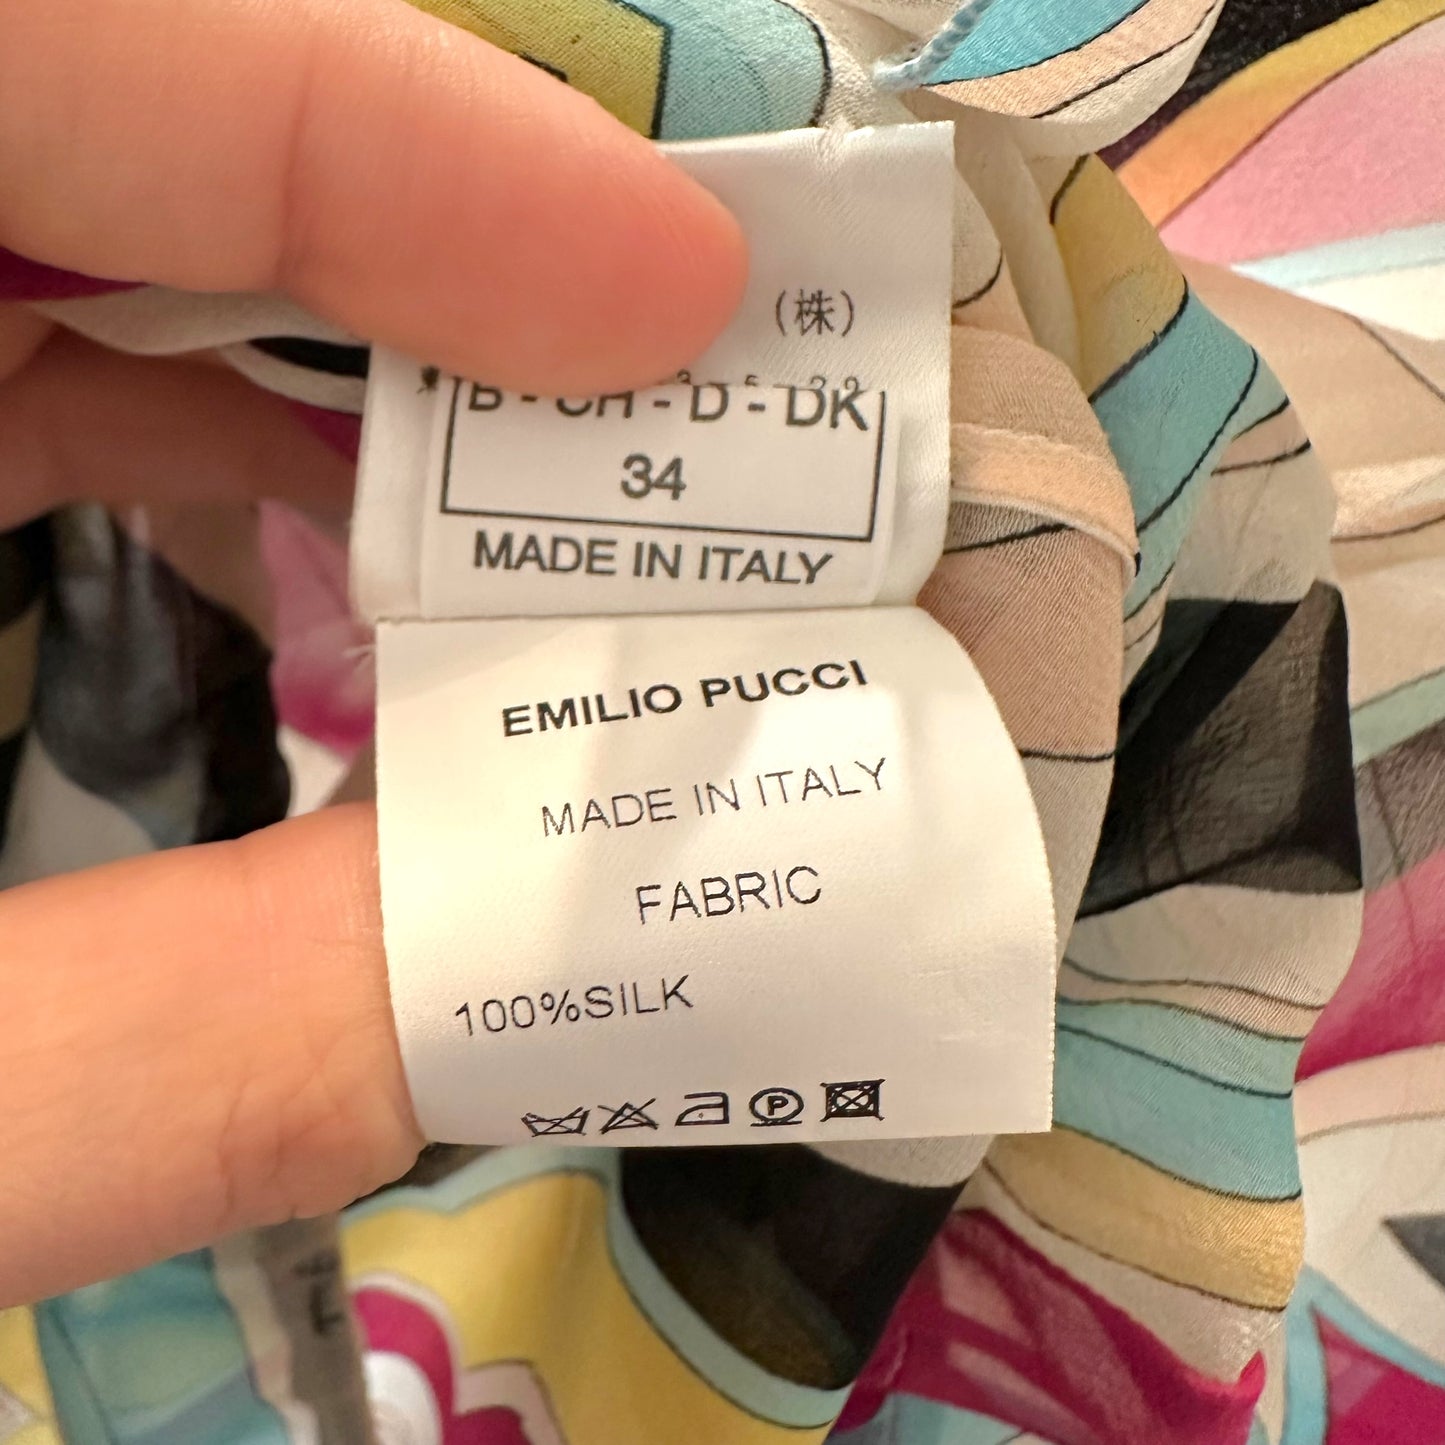 (株)
B - CH - D - DK
34
MADE IN ITALY
EMILIO PUCCI
MADE IN ITALY
FABRIC
100%SILK
P